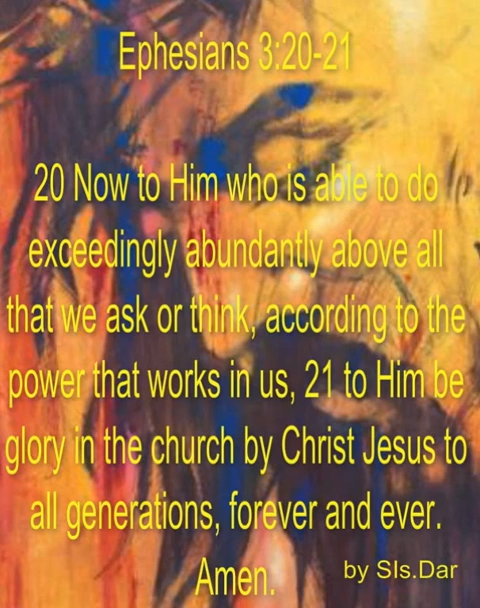 Ephesians 3:20-21
20 Now to Him who is able to do
exceedingly abundantly above all
that we ask or think, according to the
power that works in us, 21 to Him be
glory in the church by Christ Jesus to
all generations, forever and ever.
Amen.
by SIs.Dar